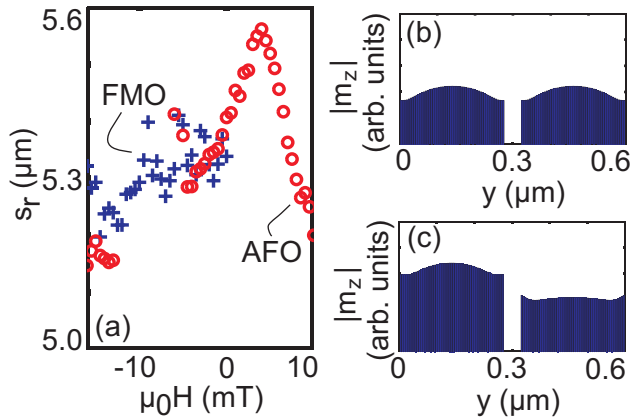 5.6
5.3
5.0
s_r (µm)
FMO
AFO
(a)
-10 0 10
µ₀H (mT)
(b)
|m_z|
(arb. units)
0 0.3 0.6
y (µm)
(c)
|m_z|
(arb. units)
0 0.3 0.6
y (µm)